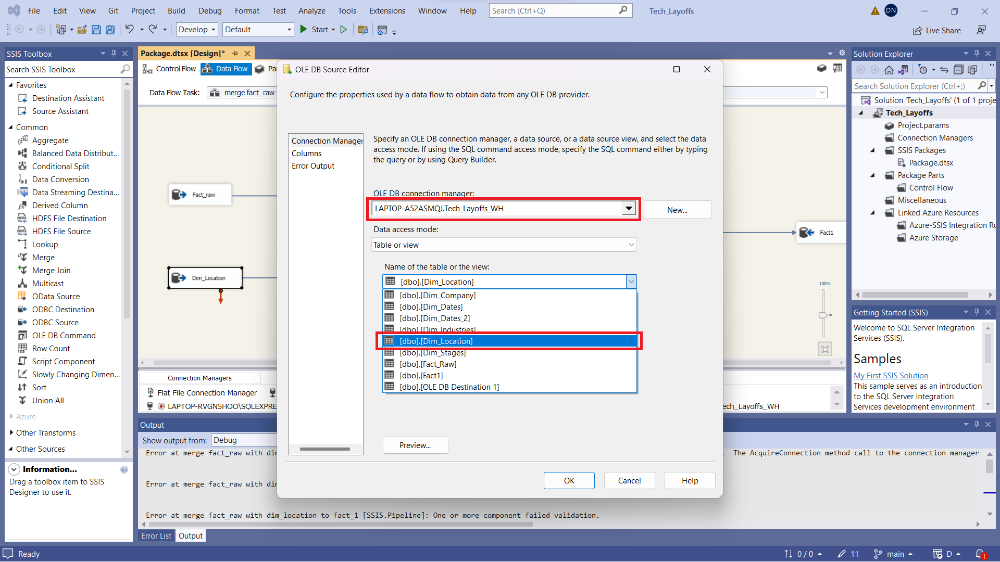 File Edit View Git Project Build Debug Format Test Analyze Tools Extensions Window Help Search (Ctrl+Q) Tech_Layoffs DN
Develop Default Start Live Share
SSIS Toolbox
Search SSIS Toolbox
Favorites
Destination Assistant
Source Assistant
Common
Aggregate
Balanced Data Distribut...
Conditional Split
Data Conversion
Data Streaming Destina...
Derived Column
HDFS File Destination
HDFS File Source
Lookup
Merge
Merge Join
Multicast
OData Source
ODBC Destination
ODBC Source
OLE DB Command
Row Count
Script Component
Slowly Changing Dimen...
Sort
Union All
Azure
Other Transforms
Other Sources
Information...
Drag a toolbox item to SSIS
Designer to use it.
Package.dtsx [Design]*
Control Flow Data Flow
Data Flow Task: merge fact_raw
Fact_raw
Dim_Location
Fact1
100%
Connection Managers
Flat File Connection Manager
LAPTOP-RVGN5HOO\SQLEXPRE
ech_Layoffs_WH
OLE DB Source Editor
Configure the properties used by a data flow to obtain data from any OLE DB provider.
Connection Manager
Columns
Error Output
Specify an OLE DB connection manager, a data source, or a data source view, and select the data
access mode. If using the SQL command access mode, specify the SQL command either by typing
the query or by using Query Builder.
OLE DB connection manager:
LAPTOP-A52ASMQJ.Tech_Layoffs_WH New...
Data access mode:
Table or view
Name of the table or the view:
[dbo].[Dim_Location]
[dbo].[Dim_Company]
[dbo].[Dim_Dates]
[dbo].[Dim_Dates_2]
[dbo].[Dim_Industries]
[dbo].[Dim_Location]
[dbo].[Dim_Stages]
[dbo].[Fact_Raw]
[dbo].[Fact1]
[dbo].[OLE DB Destination 1]
Preview...
OK Cancel Help
Output
Show output from: Debug
Error at merge fact_raw with dim . The AcquireConnection method call to the connection manager
Error at merge fact_raw with dim
Error at merge fact_raw with dim_location to fact_1 [SSIS.Pipeline]: One or more component failed validation.
Error List Output
Solution Explorer
Search Solution Explorer (Ctrl+;)
Solution 'Tech_Layoffs' (1 of 1 proje
Tech_Layoffs
Project.params
Connection Managers
SSIS Packages
Package.dtsx
Package Parts
Control Flow
Miscellaneous
Linked Azure Resources
Azure-SSIS Integration Ru
Azure Storage
Getting Started (SSIS)
Welcome to SQL Server Integration
Services (SSIS).
Samples
My First SSIS Solution
This sample serves as an introduction
to the SQL Server Integration
Services development environment
Ready 0 / 0 11 main D 1